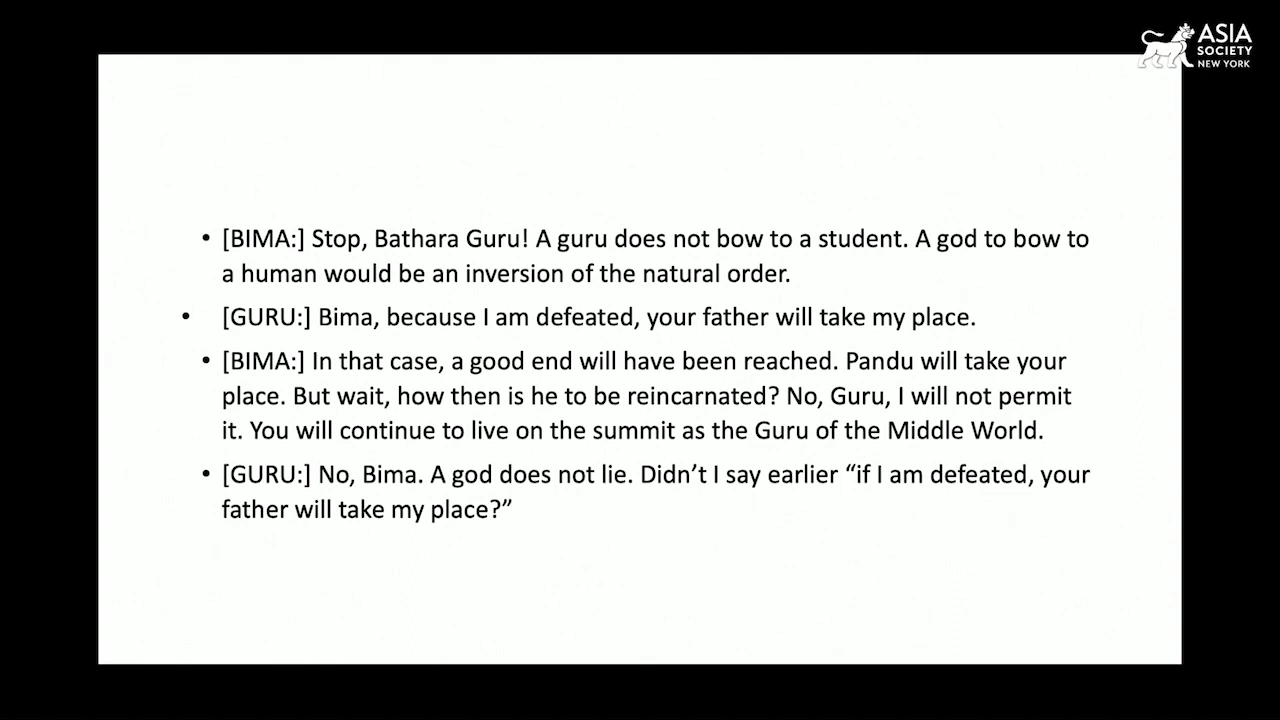 ASIA
SOCIETY
NEW YORK
• [BIMA:] Stop, Bathara Guru! A guru does not bow to a student. A god to bow to
a human would be an inversion of the natural order.
• [GURU:] Bima, because I am defeated, your father will take my place.
• [BIMA:] In that case, a good end will have been reached. Pandu will take your
place. But wait, how then is he to be reincarnated? No, Guru, I will not permit
it. You will continue to live on the summit as the Guru of the Middle World.
• [GURU:] No, Bima. A god does not lie. Didn’t I say earlier “if I am defeated, your
father will take my place?”